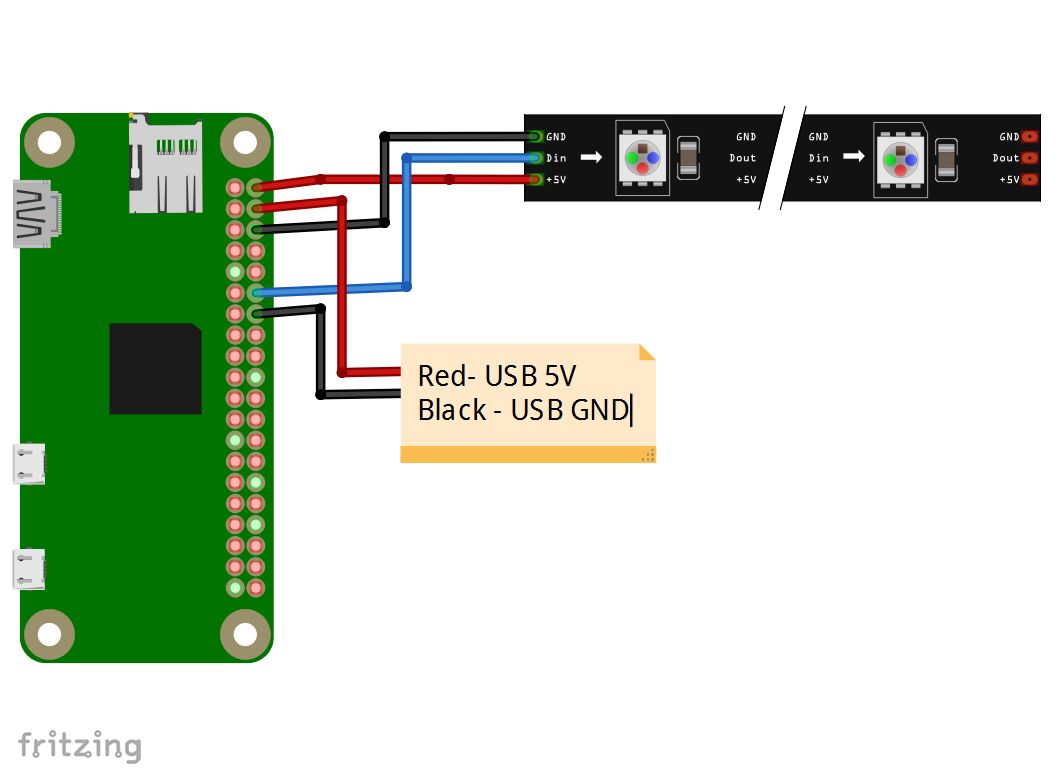 GND
Din
+5V
GND
Dout
+5V
GND
Din
+5V
GND
Dout
+5V
Red- USB 5V
Black - USB GND
fritzing